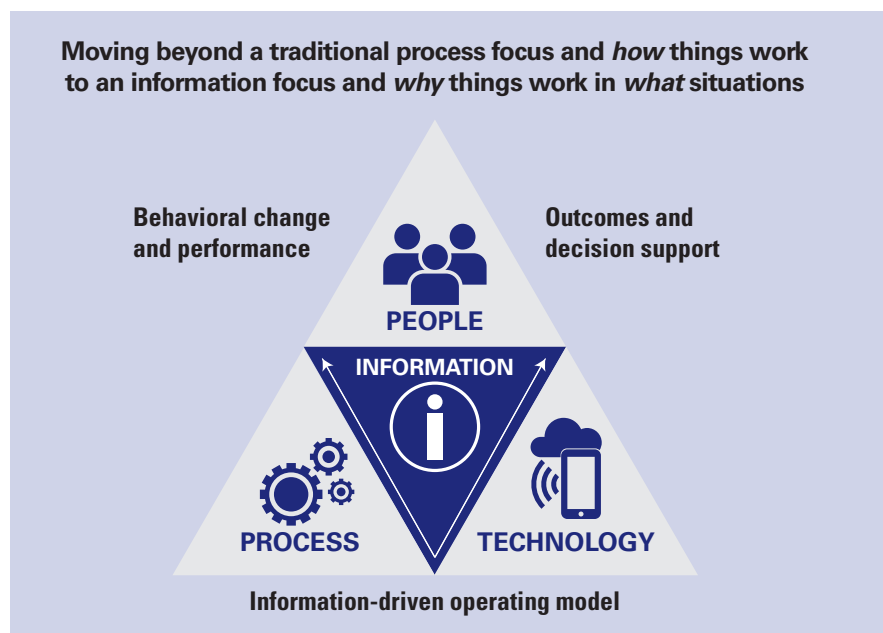 Moving beyond a traditional process focus and how things work
to an information focus and why things work in what situations
Behavioral change
and performance
Outcomes and
decision support
PEOPLE
INFORMATION
i
PROCESS
TECHNOLOGY
Information-driven operating model